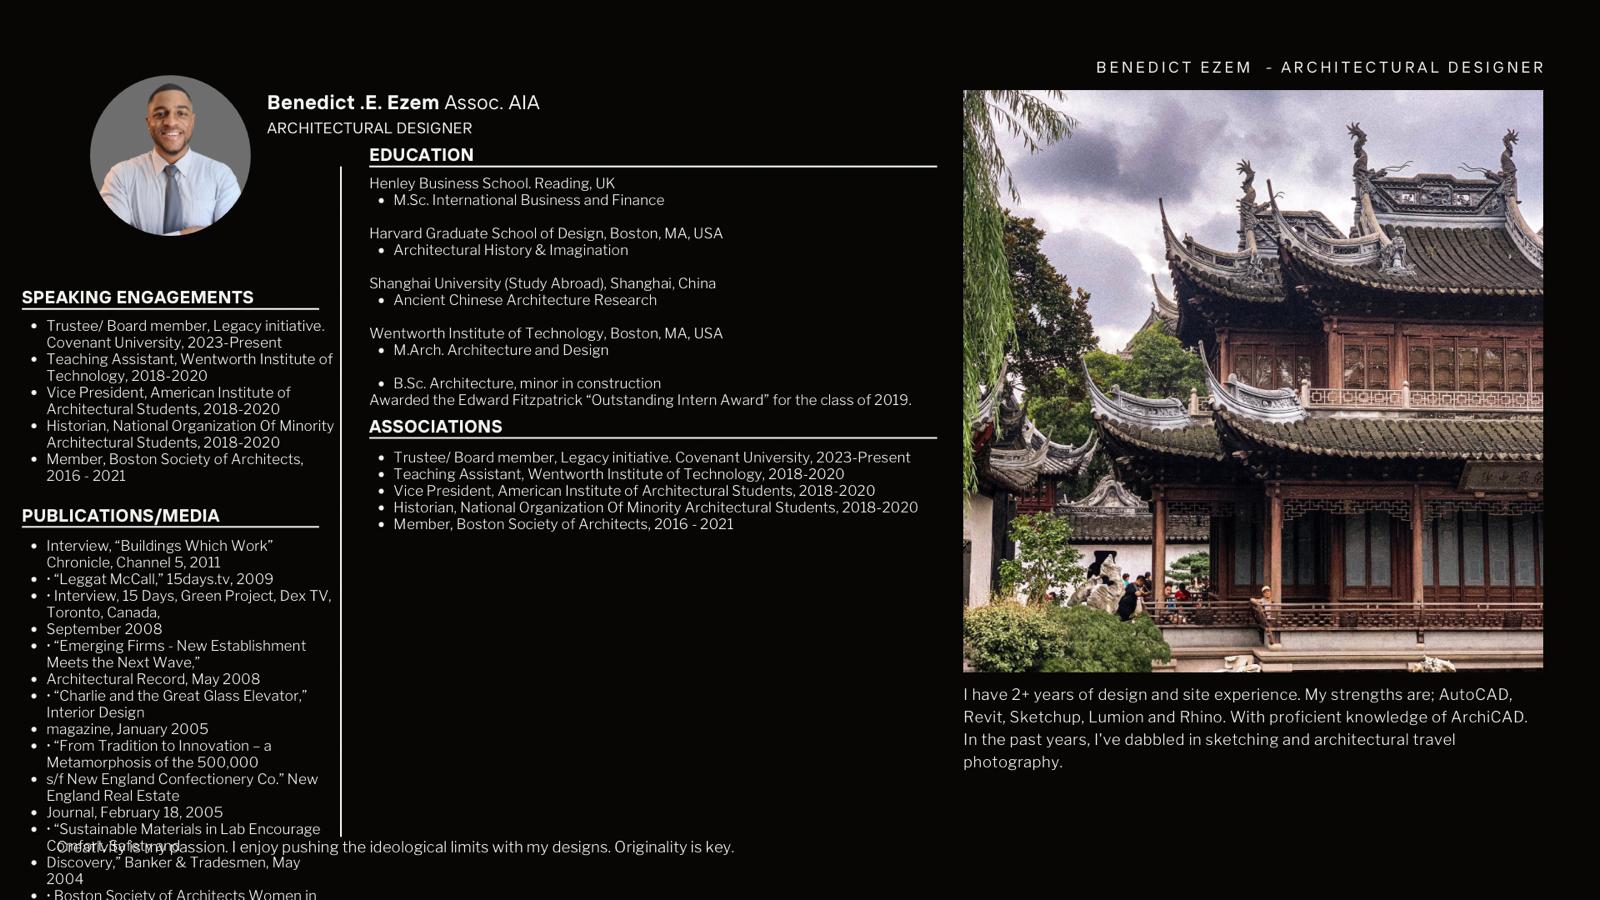 BENEDICT EZEM - ARCHITECTURAL DESIGNER
Benedict .E. Ezem Assoc. AIA
ARCHITECTURAL DESIGNER
SPEAKING ENGAGEMENTS
• Trustee/ Board member, Legacy initiative.
Covenant University, 2023-Present
• Teaching Assistant, Wentworth Institute of
Technology, 2018-2020
• Vice President, American Institute of
Architectural Students, 2018-2020
• Historian, National Organization Of Minority
Architectural Students, 2018-2020
• Member, Boston Society of Architects,
2016 - 2021
PUBLICATIONS/MEDIA
• Interview, “Buildings Which Work”
Chronicle, Channel 5, 2011
• · “Leggat McCall,” 15days.tv, 2009
• · Interview, 15 Days, Green Project, Dex TV,
Toronto, Canada,
• September 2008
• · “Emerging Firms - New Establishment
Meets the Next Wave,”
• Architectural Record, May 2008
• · “Charlie and the Great Glass Elevator,”
Interior Design
• magazine, January 2005
• · “From Tradition to Innovation – a
Metamorphosis of the 500,000
• s/f New England Confectionery Co.” New
England Real Estate
• Journal, February 18, 2005
• · “Sustainable Materials in Lab Encourage
Comfort, Safety and
• Discovery,” Banker & Tradesmen, May
2004
• · Boston Society of Architects Women in
EDUCATION
Henley Business School. Reading, UK
• M.Sc. International Business and Finance
Harvard Graduate School of Design, Boston, MA, USA
• Architectural History & Imagination
Shanghai University (Study Abroad), Shanghai, China
• Ancient Chinese Architecture Research
Wentworth Institute of Technology, Boston, MA, USA
• M.Arch. Architecture and Design
• B.Sc. Architecture, minor in construction
Awarded the Edward Fitzpatrick “Outstanding Intern Award” for the class of 2019.
ASSOCIATIONS
• Trustee/ Board member, Legacy initiative. Covenant University, 2023-Present
• Teaching Assistant, Wentworth Institute of Technology, 2018-2020
• Vice President, American Institute of Architectural Students, 2018-2020
• Historian, National Organization Of Minority Architectural Students, 2018-2020
• Member, Boston Society of Architects, 2016 - 2021
Creativity is my passion. I enjoy pushing the ideological limits with my designs. Originality is key.
I have 2+ years of design and site experience. My strengths are; AutoCAD,
Revit, Sketchup, Lumion and Rhino. With proficient knowledge of ArchiCAD.
In the past years, I've dabbled in sketching and architectural travel
photography.